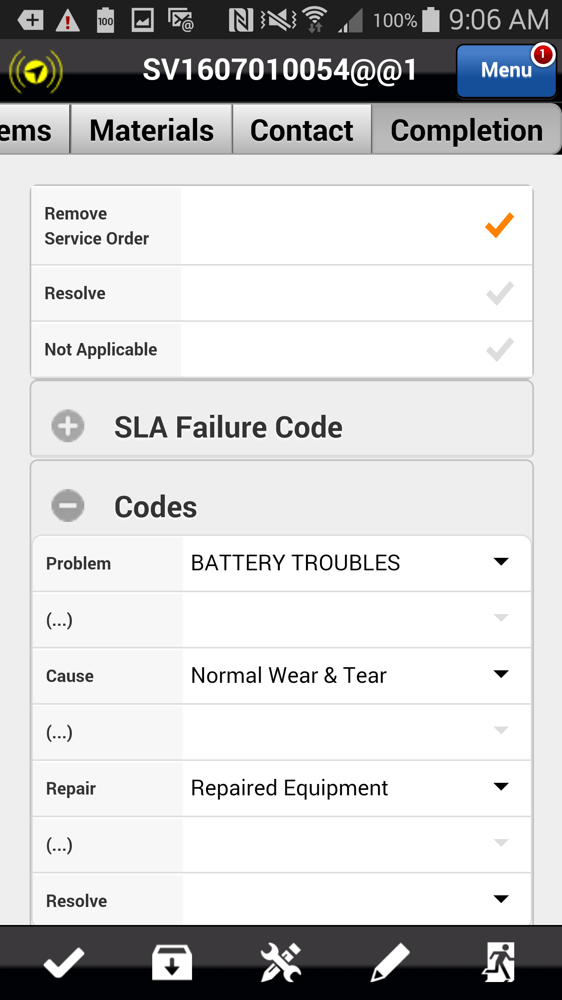 100
100%
9:06 AM
SV1607010054@@1
Menu
1
ems
Materials
Contact
Completion
Remove
Service Order
Resolve
Not Applicable
SLA Failure Code
Codes
Problem
BATTERY TROUBLES
(...)
Cause
Normal Wear & Tear
(...)
Repair
Repaired Equipment
(...)
Resolve